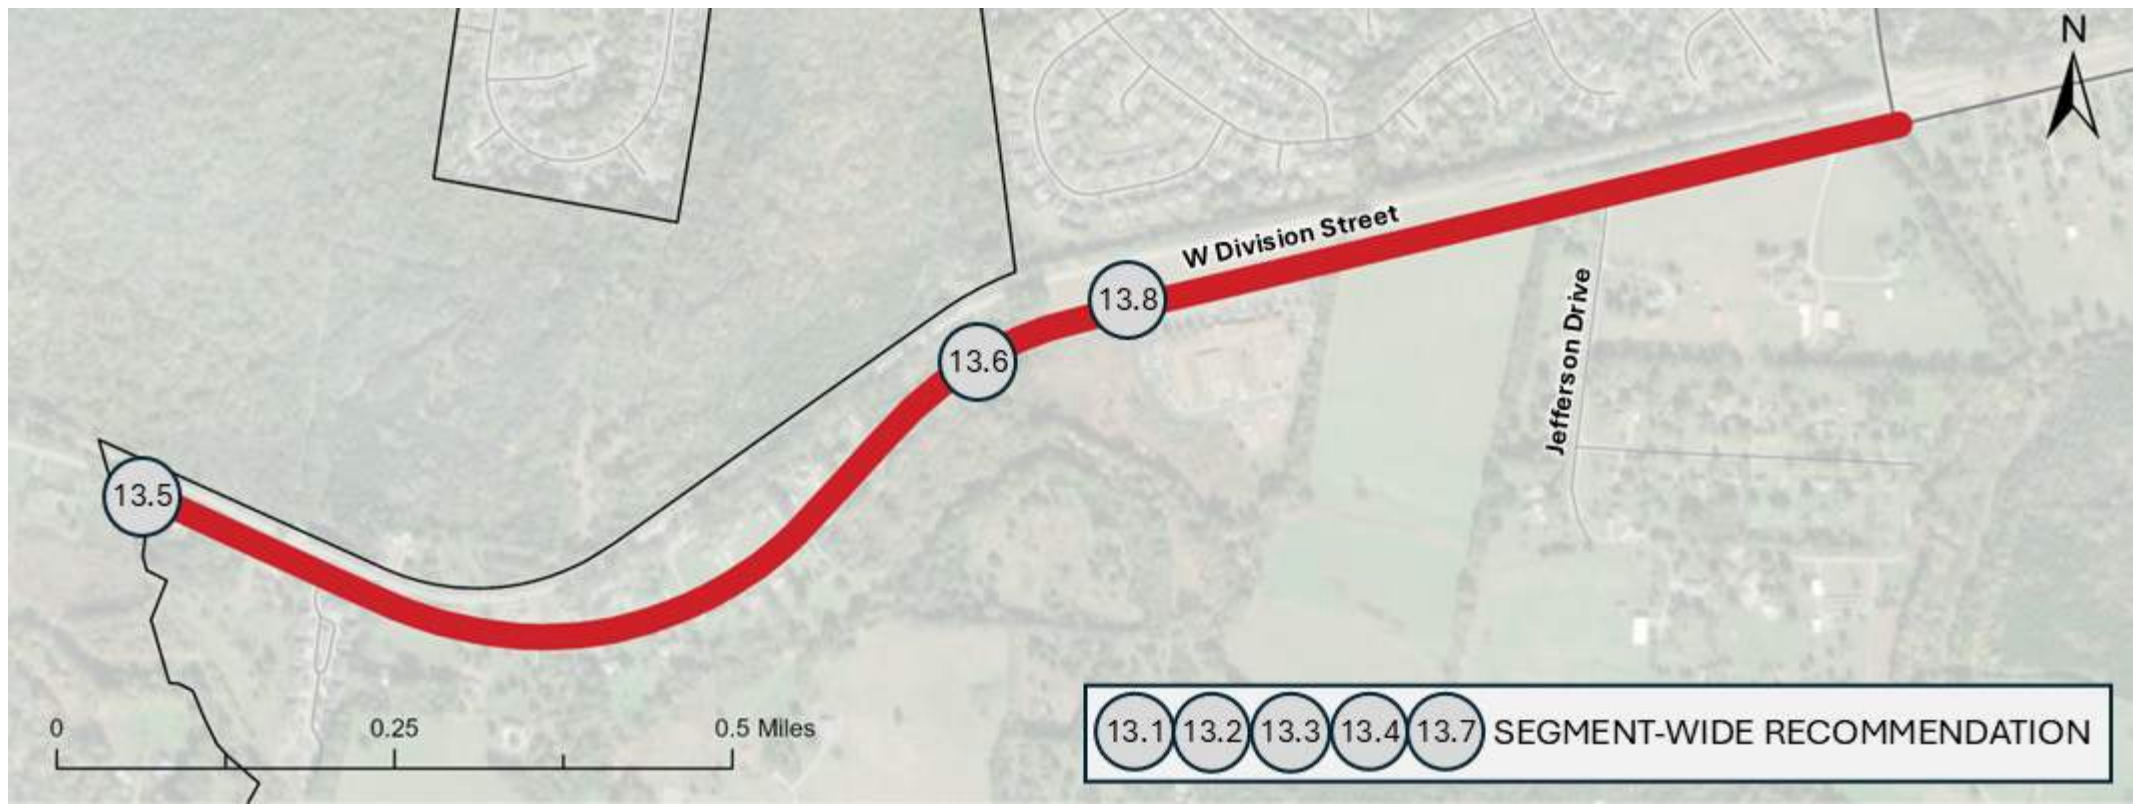 N
W Division Street
13.8
13.6
Jefferson Drive
13.5
0 0.25 0.5 Miles
13.1 13.2 13.3 13.4 13.7 SEGMENT-WIDE RECOMMENDATION